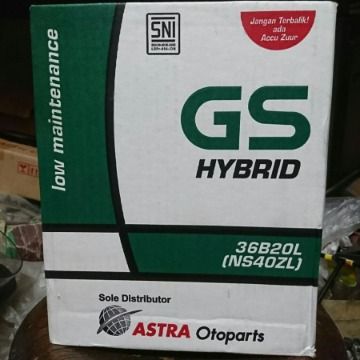 low maintenance
SNI
Jangan Terbalik!
ada
Accu Zuur
GS
HYBRID
36B20L
(NS40ZL)
Sole Distributor
ASTRA Otoparts